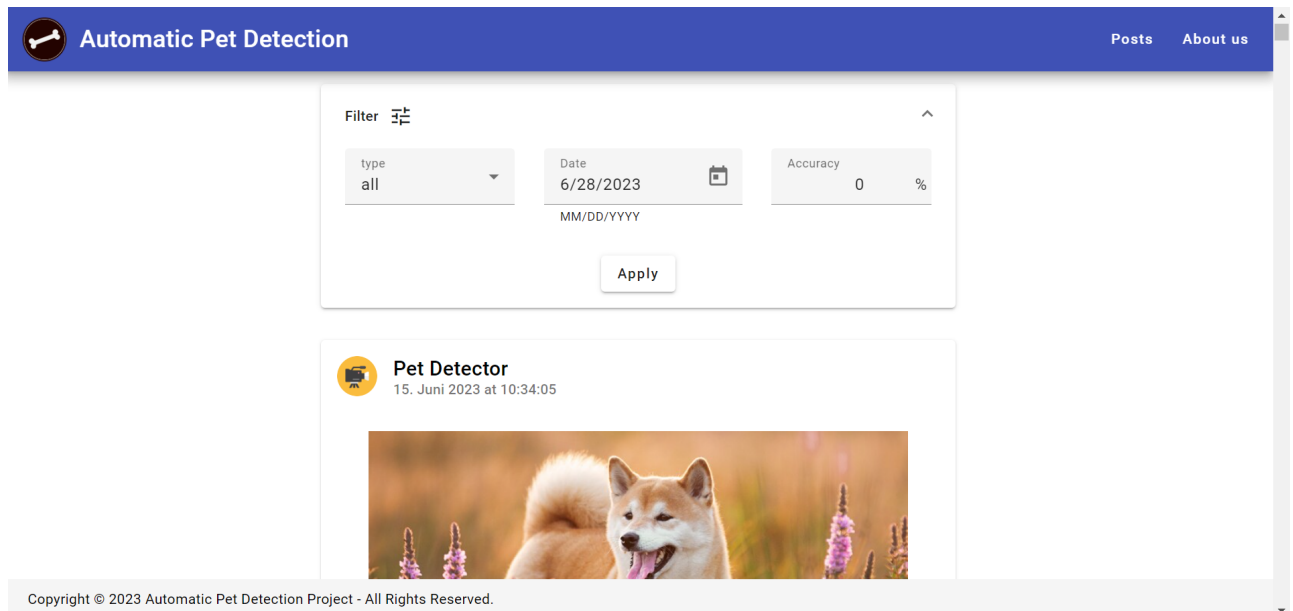 Automatic Pet Detection
Posts About us
Filter
type
all
Date
6/28/2023
MM/DD/YYYY
Accuracy
0 %
Apply
Pet Detector
15. Juni 2023 at 10:34:05
Copyright © 2023 Automatic Pet Detection Project - All Rights Reserved.